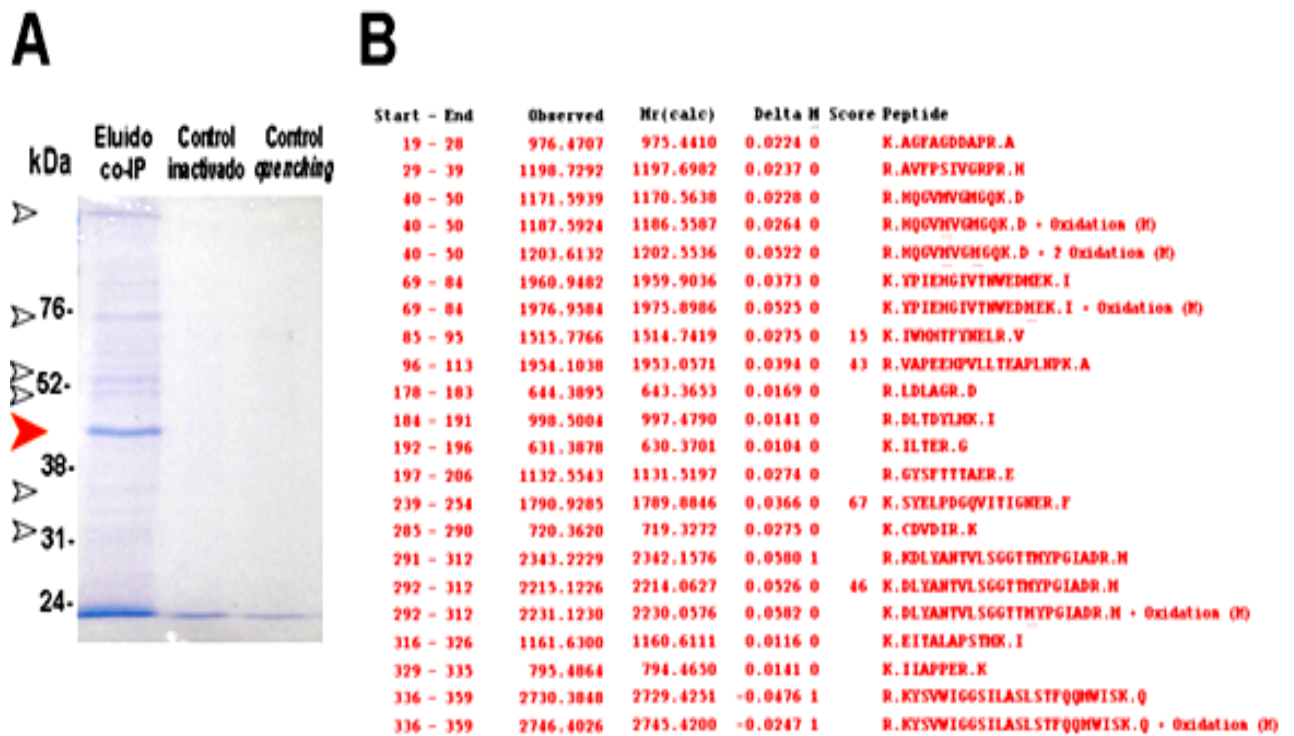 A
Eluido Control Control
co-IP inactivado quenching
kDa
76-
52-
38-
31-
24-
B
Start - End Observed Mr(calc) Delta M Score Peptide
19 - 28 976.4707 975.4410 0.0224 0 K.AGFAGDDAPR.A
29 - 39 1198.7292 1197.6982 0.0237 0 R.AVFPSIVGRPR.H
40 - 50 1171.5939 1170.5638 0.0228 0 R.HQGVMVGMGQK.D
40 - 50 1187.5924 1186.5587 0.0264 0 R.HQGVMVGMGQK.D + Oxidation (M)
40 - 50 1203.6132 1202.5536 0.0522 0 R.HQGVMVGMGQK.D + 2 Oxidation (M)
69 - 84 1960.9482 1959.9036 0.0373 0 K.YPIEHGIVTNWEDMEK.I
69 - 84 1976.9584 1975.8986 0.0525 0 K.YPIEHGIVTNWEDMEK.I + Oxidation (M)
85 - 95 1515.7766 1514.7419 0.0275 0 15 K.IWHHTFYNELR.V
96 - 113 1954.1038 1953.0571 0.0394 0 43 R.VAPEEHPVLLTEAPLNPK.A
178 - 183 644.3895 643.3653 0.0169 0 R.LDLAGR.D
184 - 191 998.5004 997.4790 0.0141 0 R.DLTDYLMK.I
192 - 196 631.3878 630.3701 0.0104 0 K.ILTER.G
197 - 206 1132.5543 1131.5197 0.0274 0 R.GYSFTTTAER.E
239 - 254 1790.9285 1789.8846 0.0366 0 67 K.SYELPDGQVITIGNER.F
285 - 290 720.3620 719.3272 0.0275 0 K.CDVDIR.K
291 - 312 2343.2229 2342.1576 0.0580 1 R.KDLYANTVLSGGTTMYPGIADR.M
292 - 312 2215.1226 2214.0627 0.0526 0 46 K.DLYANTVLSGGTTMYPGIADR.M
292 - 312 2231.1230 2230.0576 0.0582 0 K.DLYANTVLSGGTTMYPGIADR.M + Oxidation (M)
316 - 326 1161.6300 1160.6111 0.0116 0 K.EITALAPSTMK.I
329 - 335 795.4864 794.4650 0.0141 0 K.IIAPPER.K
336 - 359 2730.3848 2729.4251 -0.0476 1 R.KYSVWIGGSILASLSTFQQMWISK.Q
336 - 359 2746.4026 2745.4200 -0.0247 1 R.KYSVWIGGSILASLSTFQQMWISK.Q + Oxidation (M)